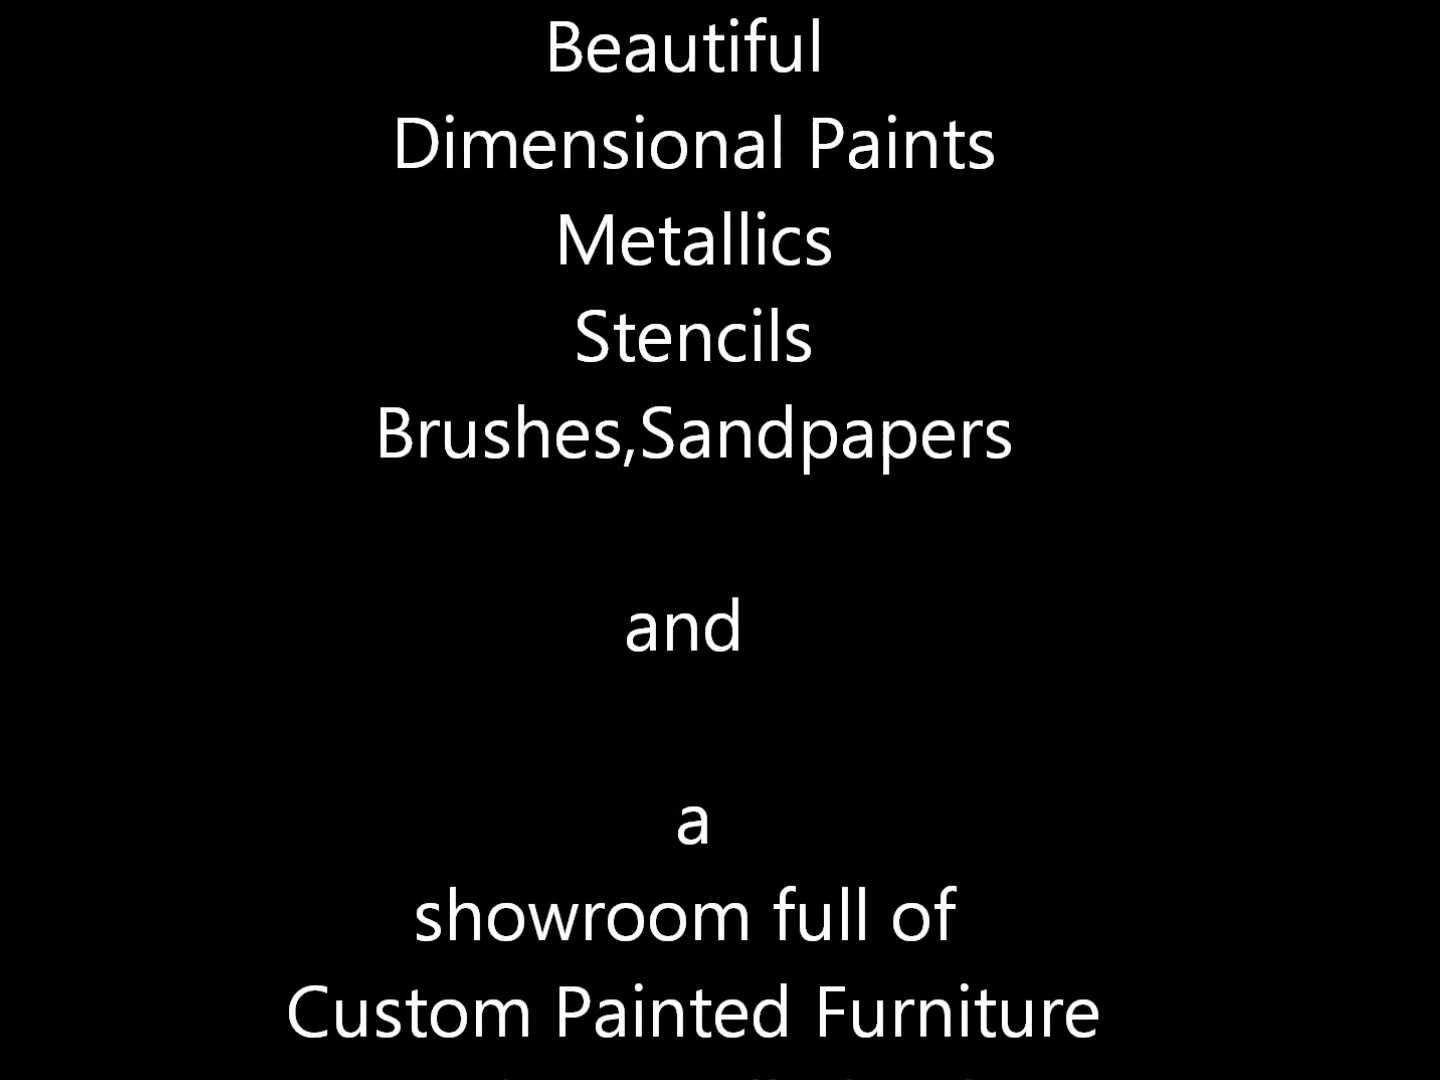 Beautiful
Dimensional Paints
Metallics
Stencils
Brushes,Sandpapers
and
a
showroom full of
Custom Painted Furniture